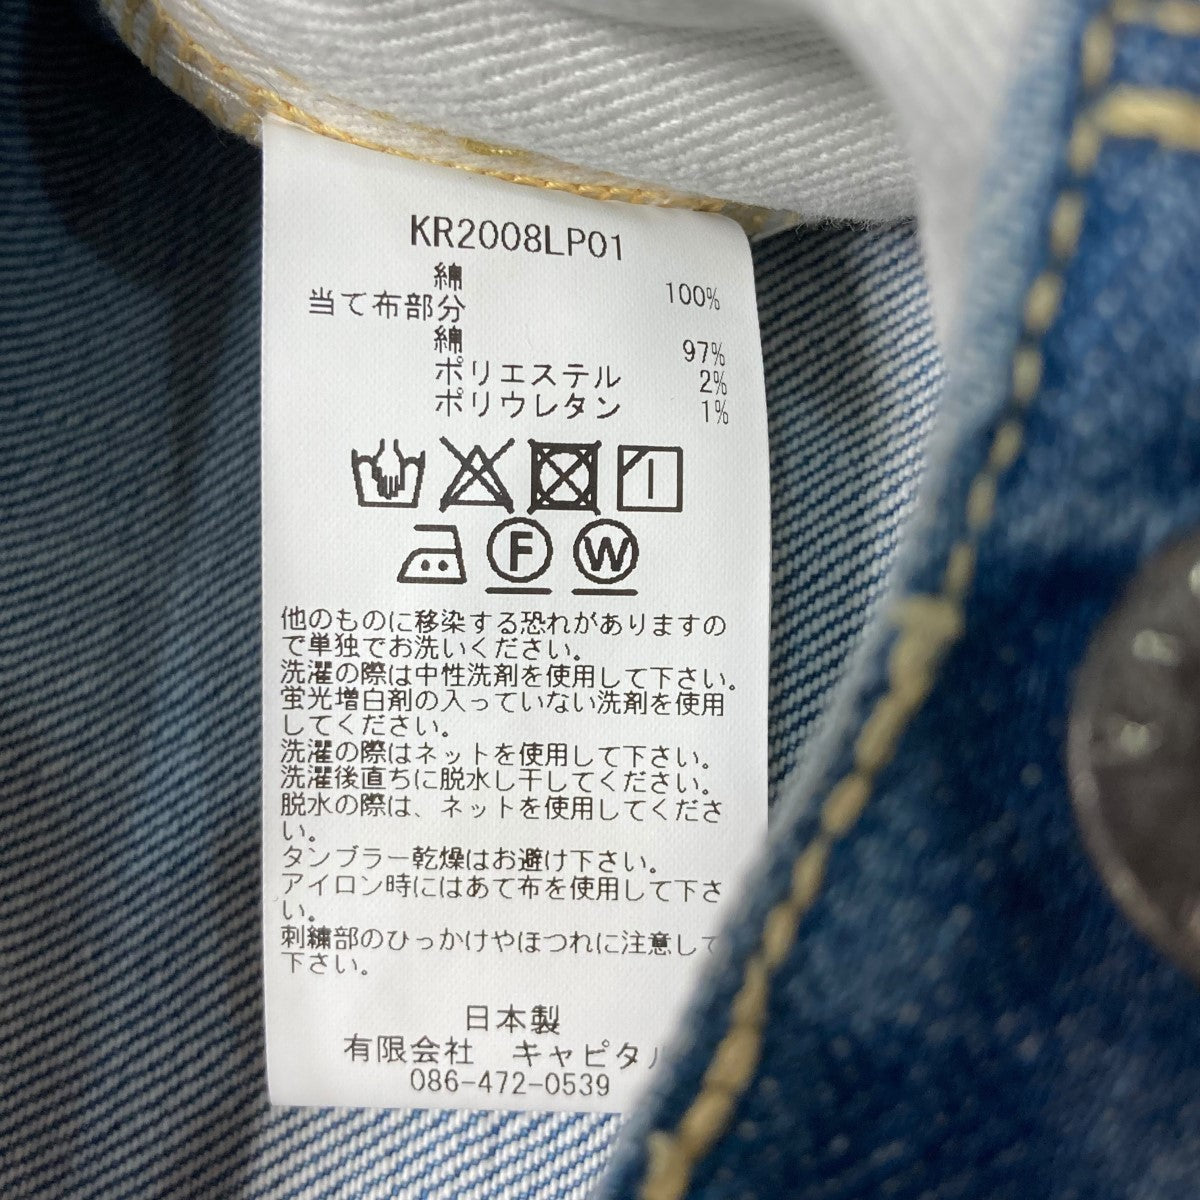 KR2008LP01
綿 100%
当て布部分
綿 97%
ポリエステル 2%
ポリウレタン 1%
F W
他のものに移染する恐れがありますの
で単独でお洗いください。
洗濯の際は中性洗剤を使用して下さい。
蛍光増白剤の入っていない洗剤を使用
してください。
洗濯の際はネットを使用して下さい。
洗濯後直ちに脱水し干してください。
脱水の際は、ネットを使用してくださ
い。
タンブラー乾燥はお避け下さい。
アイロン時にはあて布を使用して下さ
い。
刺繍部のひっかけやほつれに注意して
下さい。
日本製
有限会社 キャピタル
086-472-0539